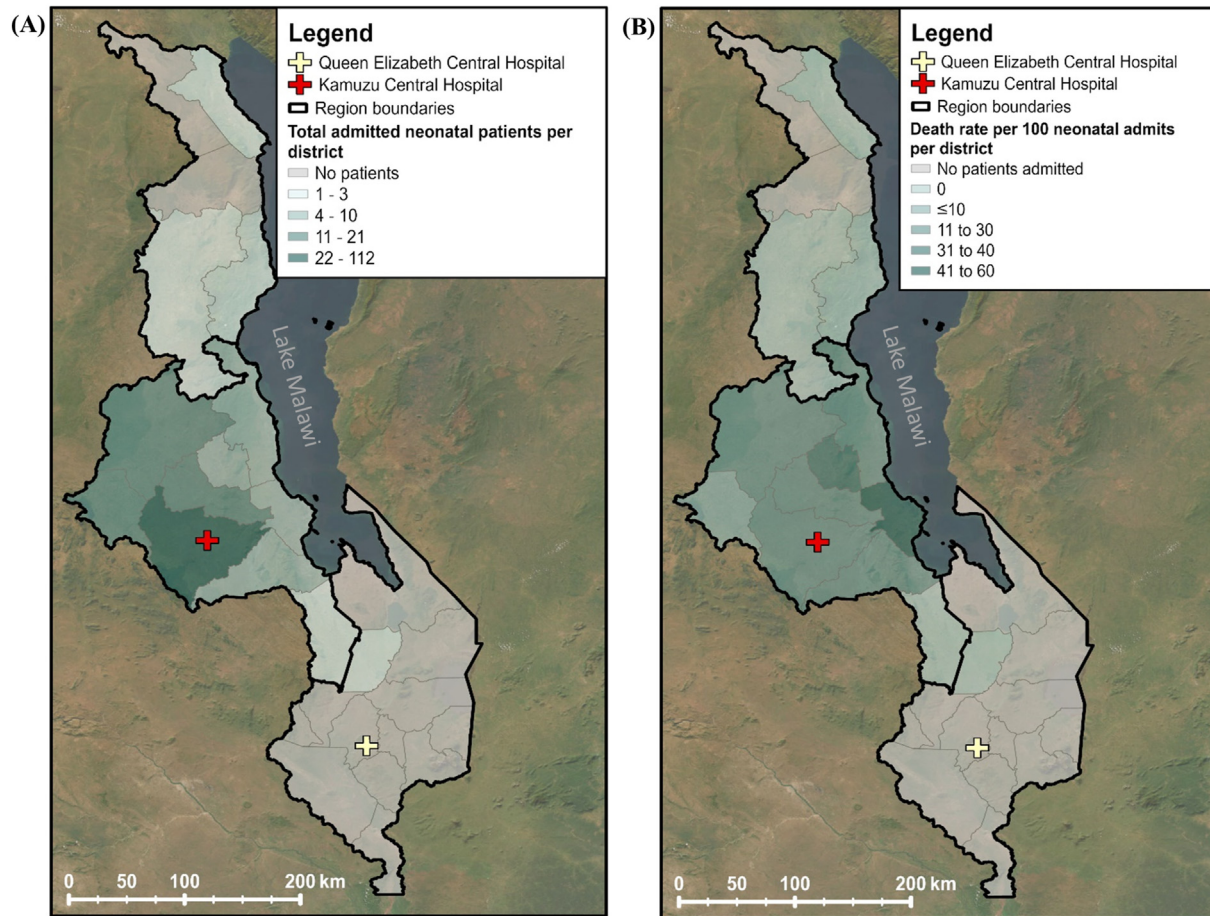 (A)
Legend
Queen Elizabeth Central Hospital
Kamuzu Central Hospital
Region boundaries
Total admitted neonatal patients per
district
No patients
1 - 3
4 - 10
11 - 21
22 - 112
Lake Malawi
0 50 100 200 km
(B)
Legend
Queen Elizabeth Central Hospital
Kamuzu Central Hospital
Region boundaries
Death rate per 100 neonatal admits
per district
No patients admitted
0
≤10
11 to 30
31 to 40
41 to 60
Lake Malawi
0 50 100 200 km